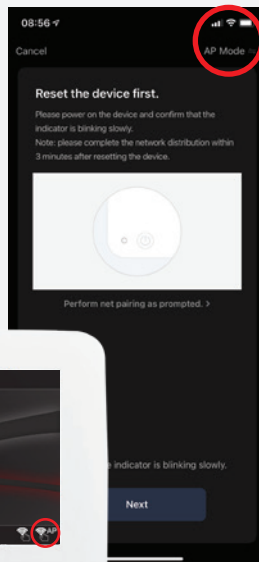 08:56
Cancel
AP Mode
Reset the device first.
Please power on the device and confirm that the
indicator is blinking slowly.
Note: please complete the network distribution within
3 minutes after resetting the device.
Perform net pairing as prompted. >
indicator is blinking slowly.
Next
AP